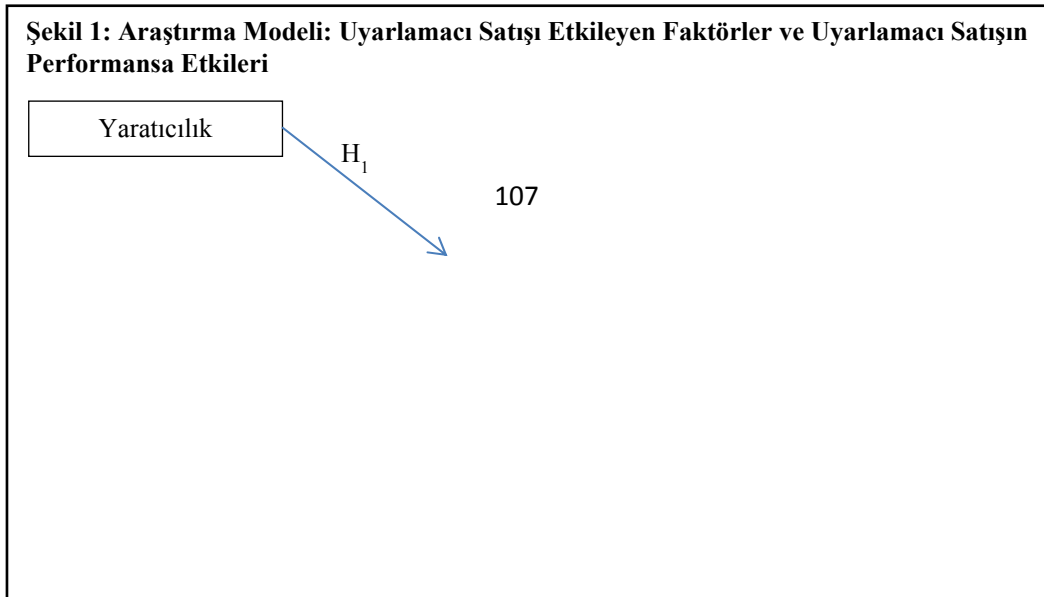 Şekil 1: Araştırma Modeli: Uyarlamacı Satışı Etkileyen Faktörler ve Uyarlamacı Satışın
Performansa Etkileri
Yaratıcılık
H1
107